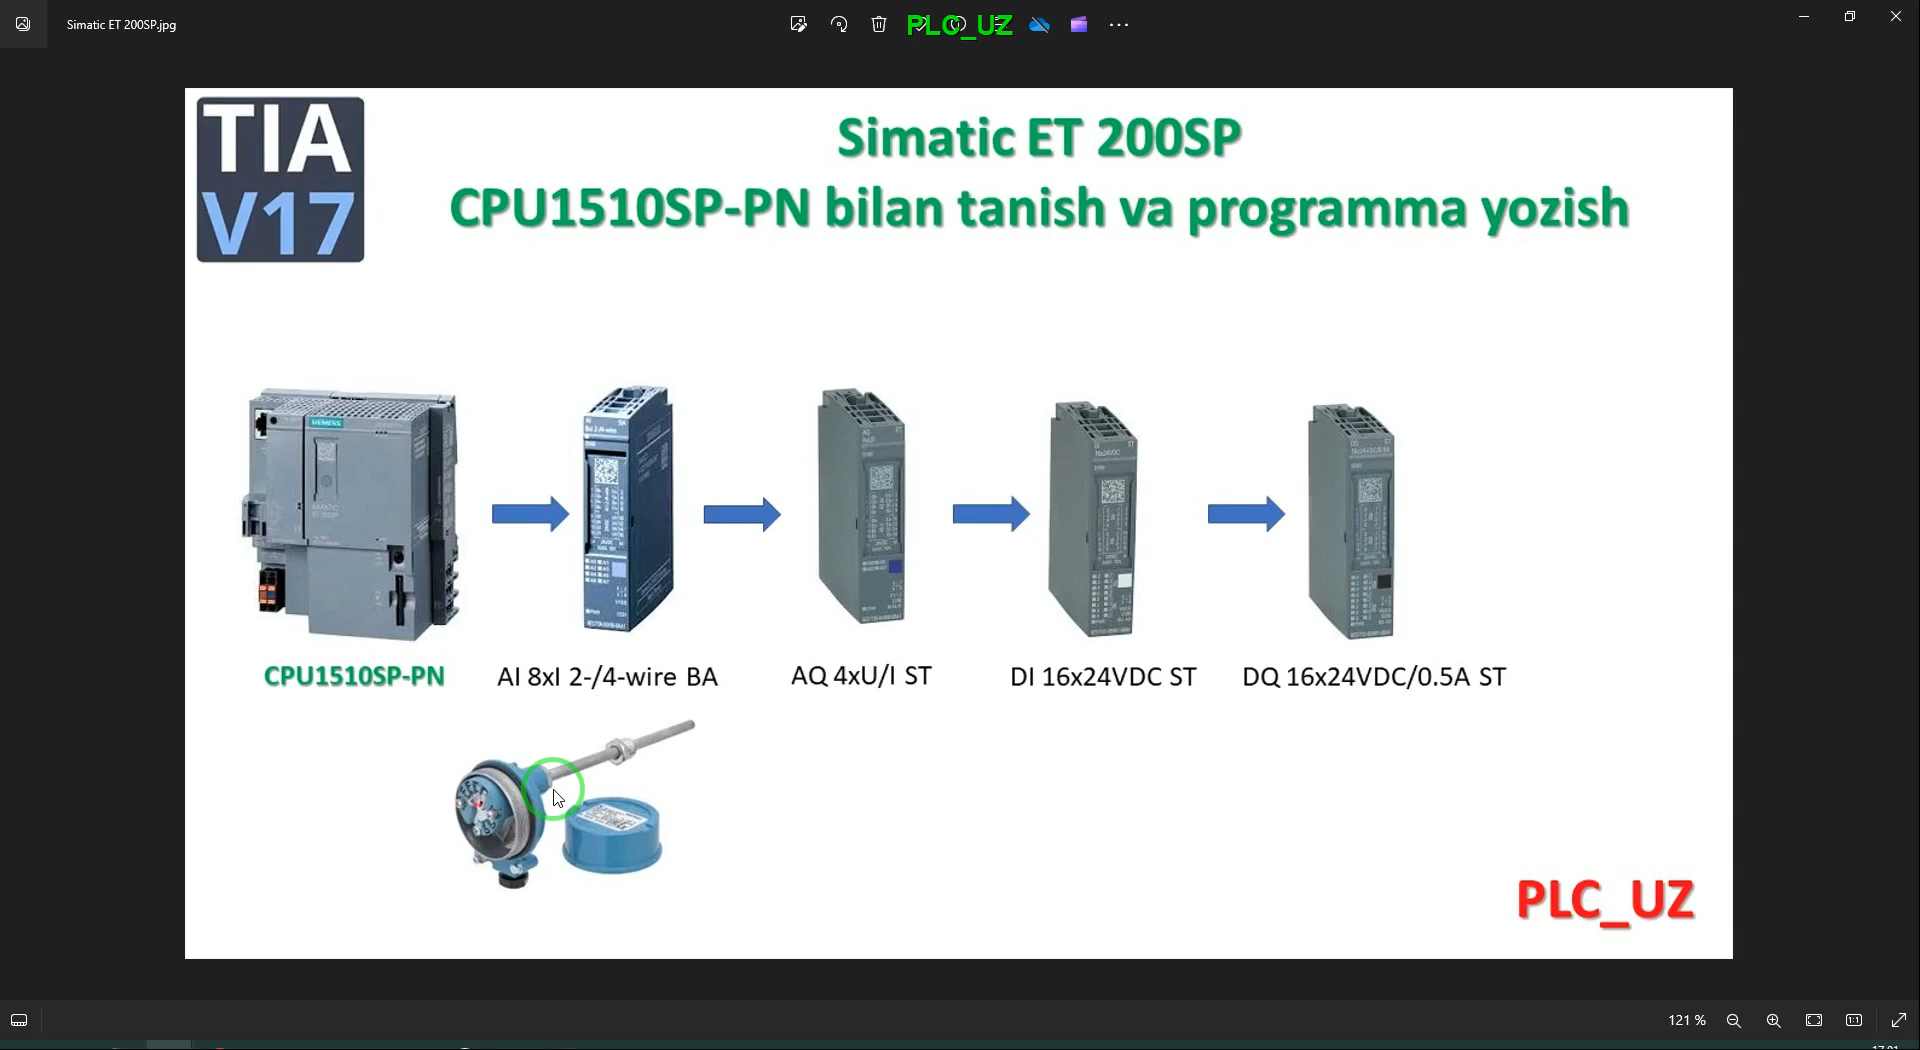 Simatic ET 200SP.jpg
PLC_UZ
TIA
V17
Simatic ET 200SP
CPU1510SP-PN bilan tanish va programma yozish
SIEMENS
CPU1510SP-PN
AI 8xI 2-/4-wire BA
AQ 4xU/I ST
DI 16x24VDC ST
DQ 16x24VDC/0.5A ST
PLC_UZ
121 %